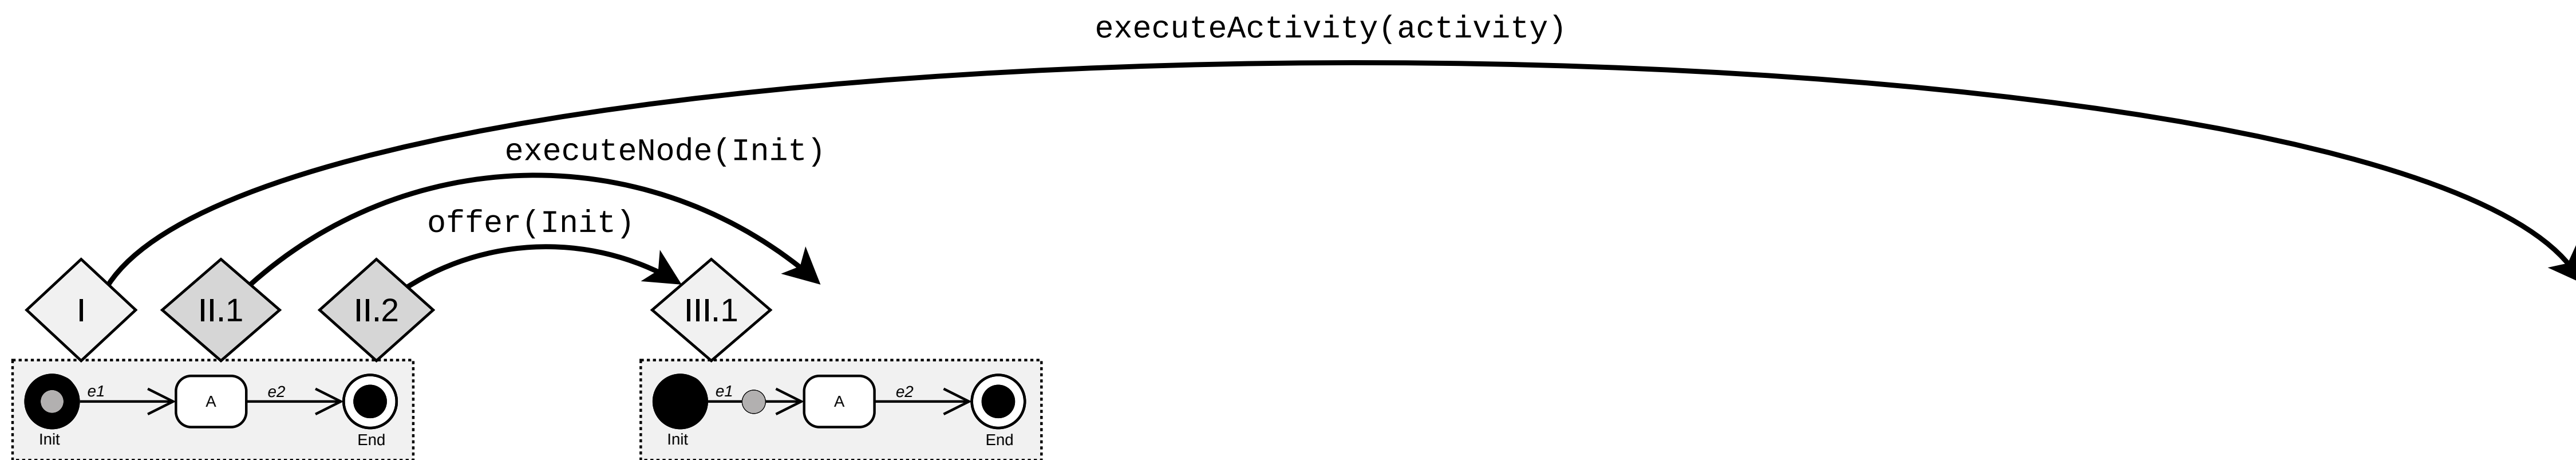 executeActivity(activity)
executeNode(Init)
offer(Init)
I
II.1
II.2
III.1
e1
A
e2
Init
End
e1
A
e2
Init
End